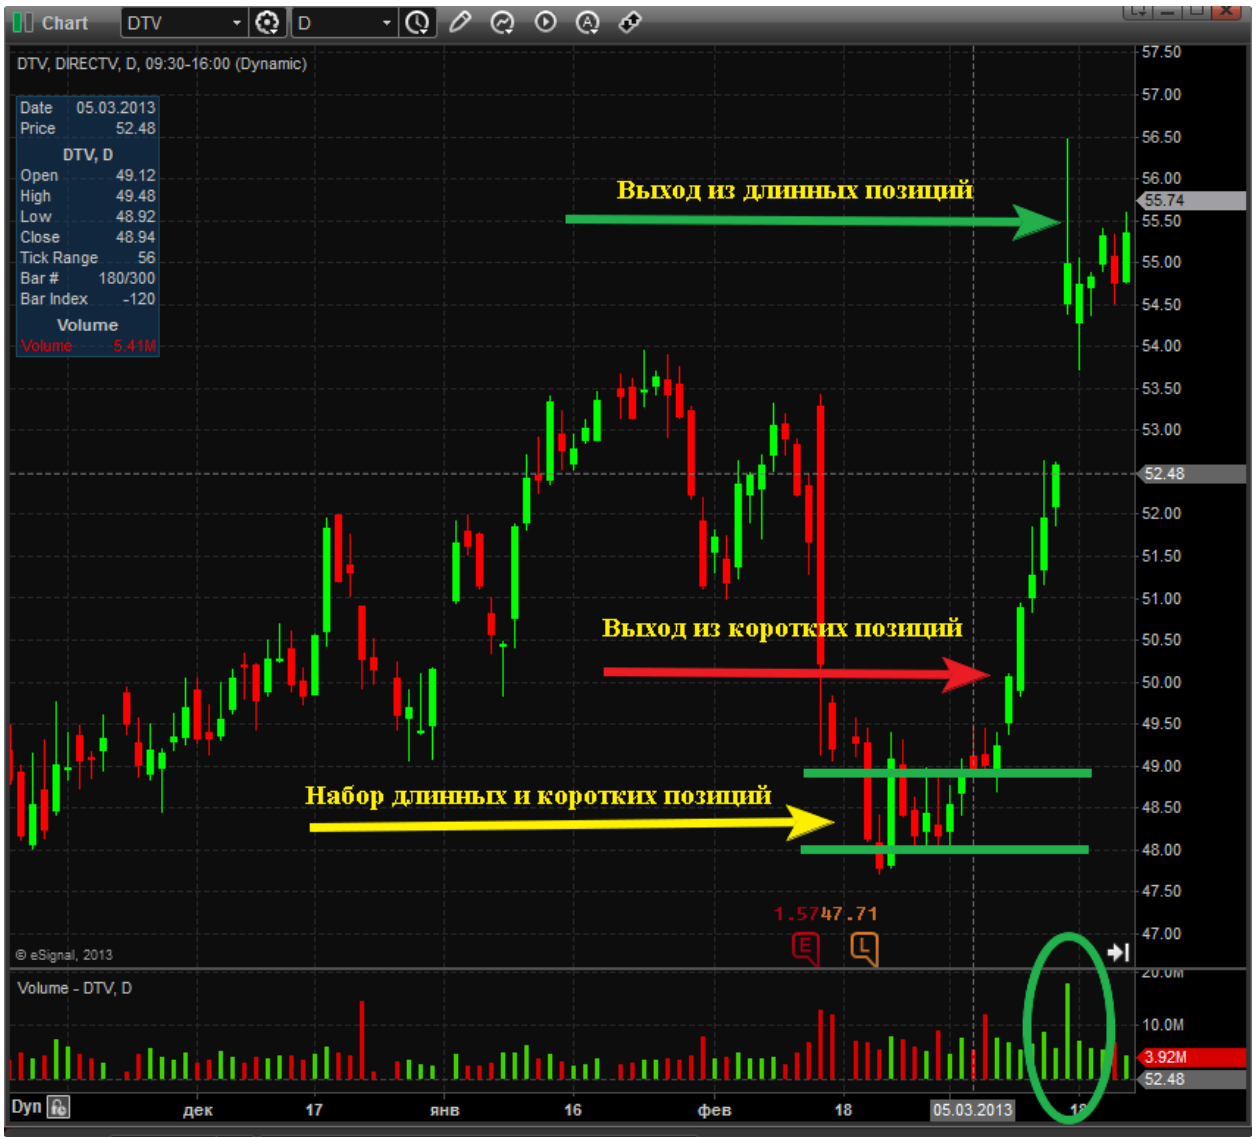 Chart DTV D
DTV, DIRECTV, D, 09:30-16:00 (Dynamic)
Date 05.03.2013
Price 52.48
DTV, D
Open 49.12
High 49.48
Low 48.92
Close 48.94
Tick Range 56
Bar # 180/300
Bar Index -120
Volume
Volume 5.41M
Выход из длинных позиций
Выход из коротких позиций
Набор длинных и коротких позиций
57.50
57.00
56.50
56.00
55.74
55.50
55.00
54.50
54.00
53.50
53.00
52.48
52.00
51.50
51.00
50.50
50.00
49.50
49.00
48.50
48.00
47.50
47.00
1.57 47.71
E L
© eSignal, 2013
Volume - DTV, D
20.0M
10.0M
3.92M
52.48
Dyn дек 17 янв 16 фев 18 05.03.2013 18